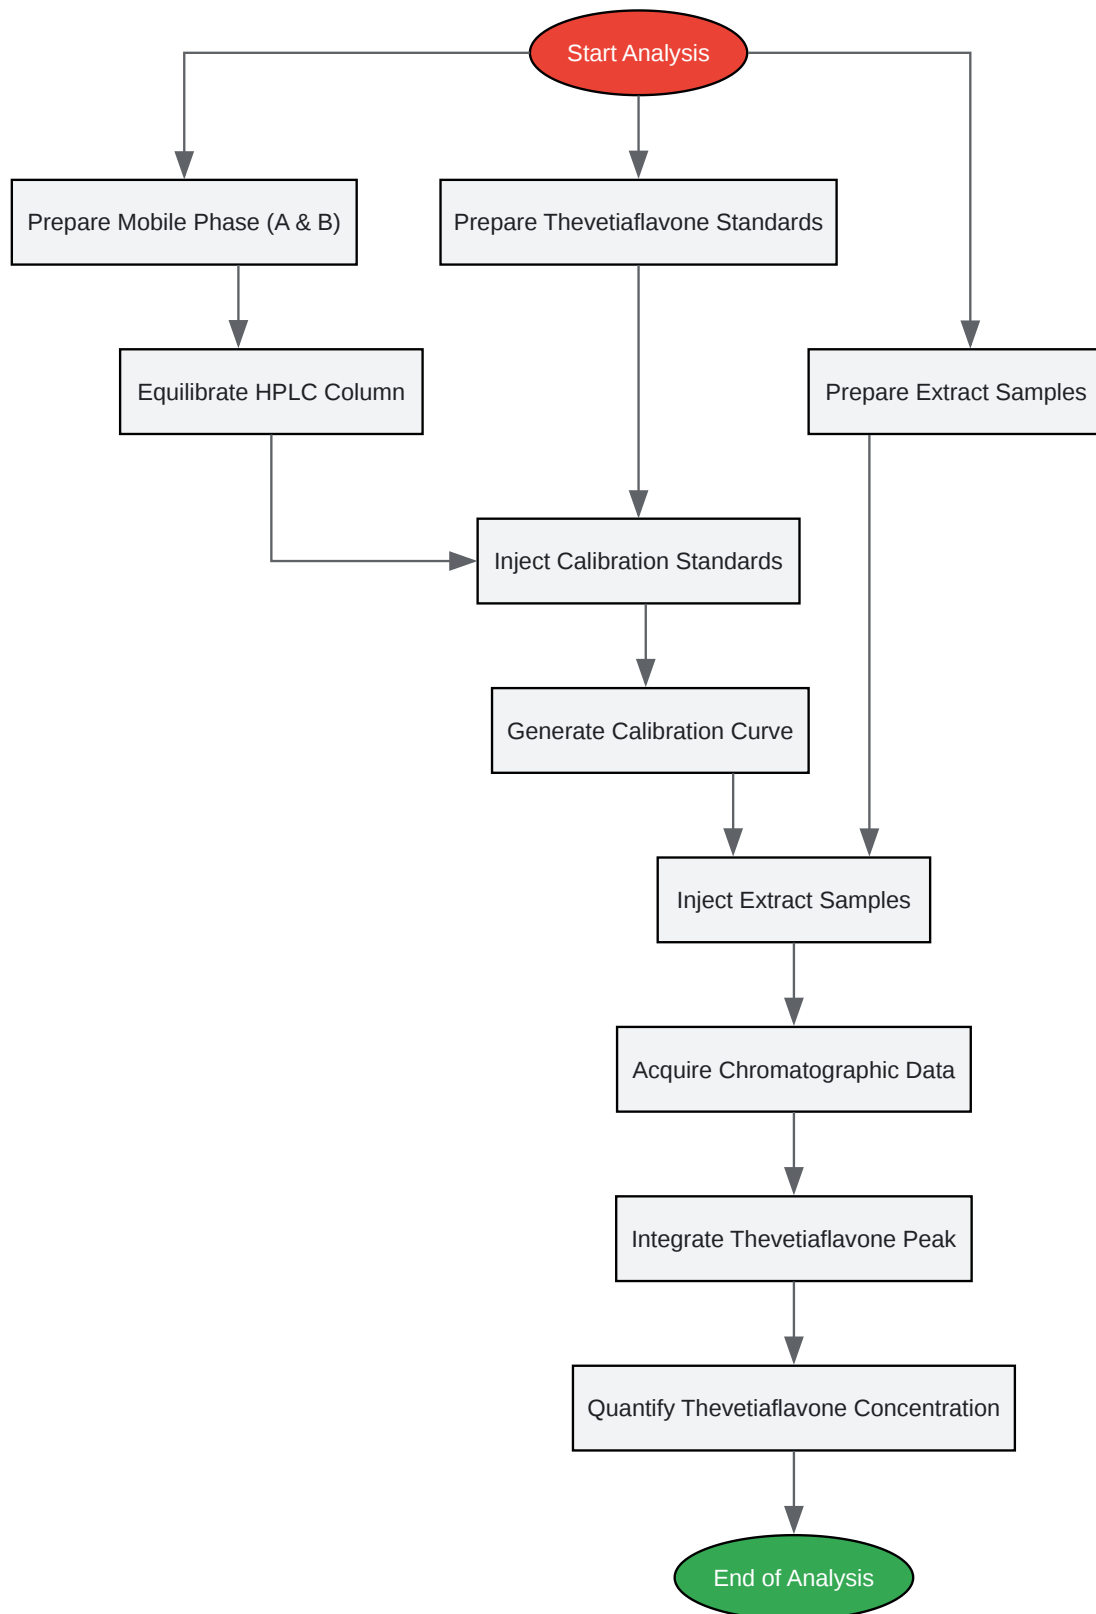 Start Analysis
Prepare Mobile Phase (A & B)
Prepare Thevetiaflavone Standards
Equilibrate HPLC Column
Prepare Extract Samples
Inject Calibration Standards
Generate Calibration Curve
Inject Extract Samples
Acquire Chromatographic Data
Integrate Thevetiaflavone Peak
Quantify Thevetiaflavone Concentration
End of Analysis